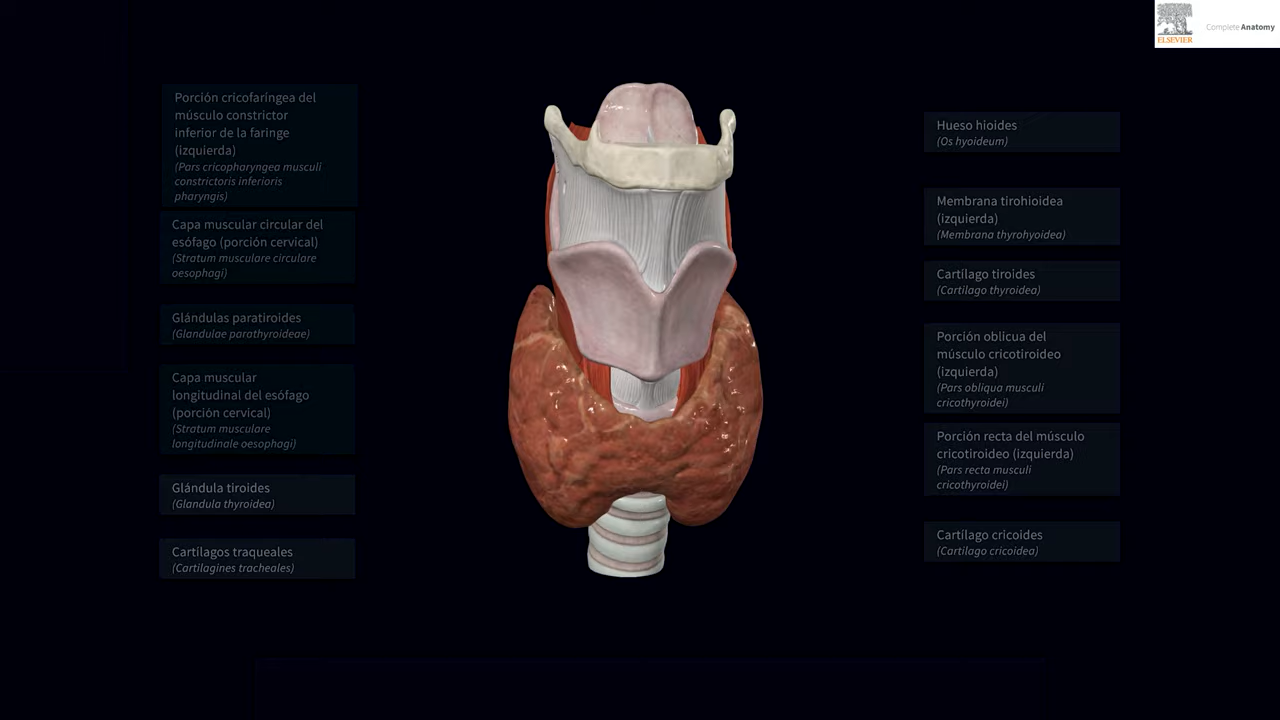 ELSEVIER
Complete Anatomy
Porción cricofaríngea del
músculo constrictor
inferior de la faringe
(izquierda)
(Pars cricopharyngea musculi
constrictoris inferioris
pharyngis)
Capa muscular circular del
esófago (porción cervical)
(Stratum musculare circulare
oesophagi)
Glándulas paratiroides
(Glandulae parathyroideae)
Capa muscular
longitudinal del esófago
(porción cervical)
(Stratum musculare
longitudinale oesophagi)
Glándula tiroides
(Glandula thyroidea)
Cartílagos traqueales
(Cartilagines tracheales)
Hueso hioides
(Os hyoideum)
Membrana tirohioidea
(izquierda)
(Membrana thyrohyoidea)
Cartílago tiroides
(Cartilago thyroidea)
Porción oblicua del
músculo cricotiroideo
(izquierda)
(Pars obliqua musculi
cricothyroidei)
Porción recta del músculo
cricotiroideo (izquierda)
(Pars recta musculi
cricothyroidei)
Cartílago cricoides
(Cartilago cricoidea)